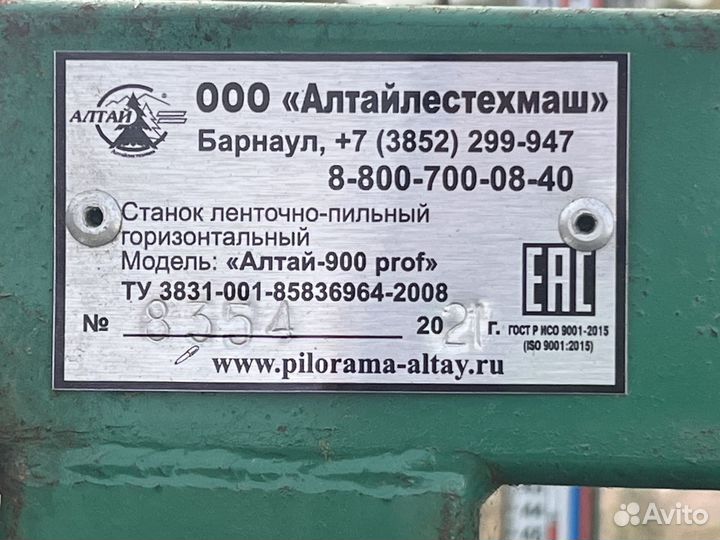 АЛТАЙ
ООО «Алтайлестехмаш»
Барнаул, +7 (3852) 299-947
8-800-700-08-40
Станок ленточно-пильный
горизонтальный
Модель: «Алтай-900 prof»
ТУ 3831-001-85836964-2008
№ 8354 2021 г.
EAC
ГОСТ Р ИСО 9001-2015
(ISO 9001:2015)
www.pilorama-altay.ru
Avito